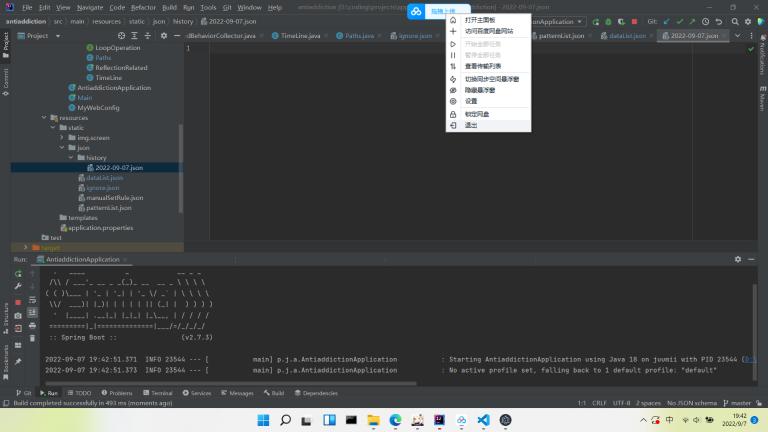 File Edit View Navigate Code Refactor Build Run Tools Git Window Help
antiaddiction src main resources static json history 2022-09-07.json
Project
dBehaviorCollector.java TimeLine.java Paths.java ignore.json patternList.json dataList.json 2022-09-07.json
Git:
打开主面板
访问百度网盘网站
开始全部任务
暂停全部任务
查看传输列表
切换同步空间悬浮窗
隐藏悬浮窗
设置
锁定网盘
退出
1
LoopOperation
Paths
ReflectionRelated
TimeLine
AntiaddictionApplication
Main
MyWebConfig
resources
static
img.screen
json
history
2022-09-07.json
dataList.json
ignore.json
manualSetRule.json
patternList.json
templates
application.properties
test
target
Project
Commit
Structure
Bookmarks
Notifications
Maven
Run: AntiaddictionApplication
:: Spring Boot :: (v2.7.3)
2022-09-07 19:42:51.371 INFO 23544 --- [ main] p.j.a.AntiaddictionApplication : Starting AntiaddictionApplication using Java 18 on juumii with PID 23544 (D:\
2022-09-07 19:42:51.373 INFO 23544 --- [ main] p.j.a.AntiaddictionApplication : No active profile set, falling back to 1 default profile: "default"
Git Run TODO Problems Terminal Services Messages Build Dependencies
Build completed successfully in 493 ms (moments ago) 1:1 CRLF UTF-8 2 spaces No JSON schema master
中 19:42
2022/9/7